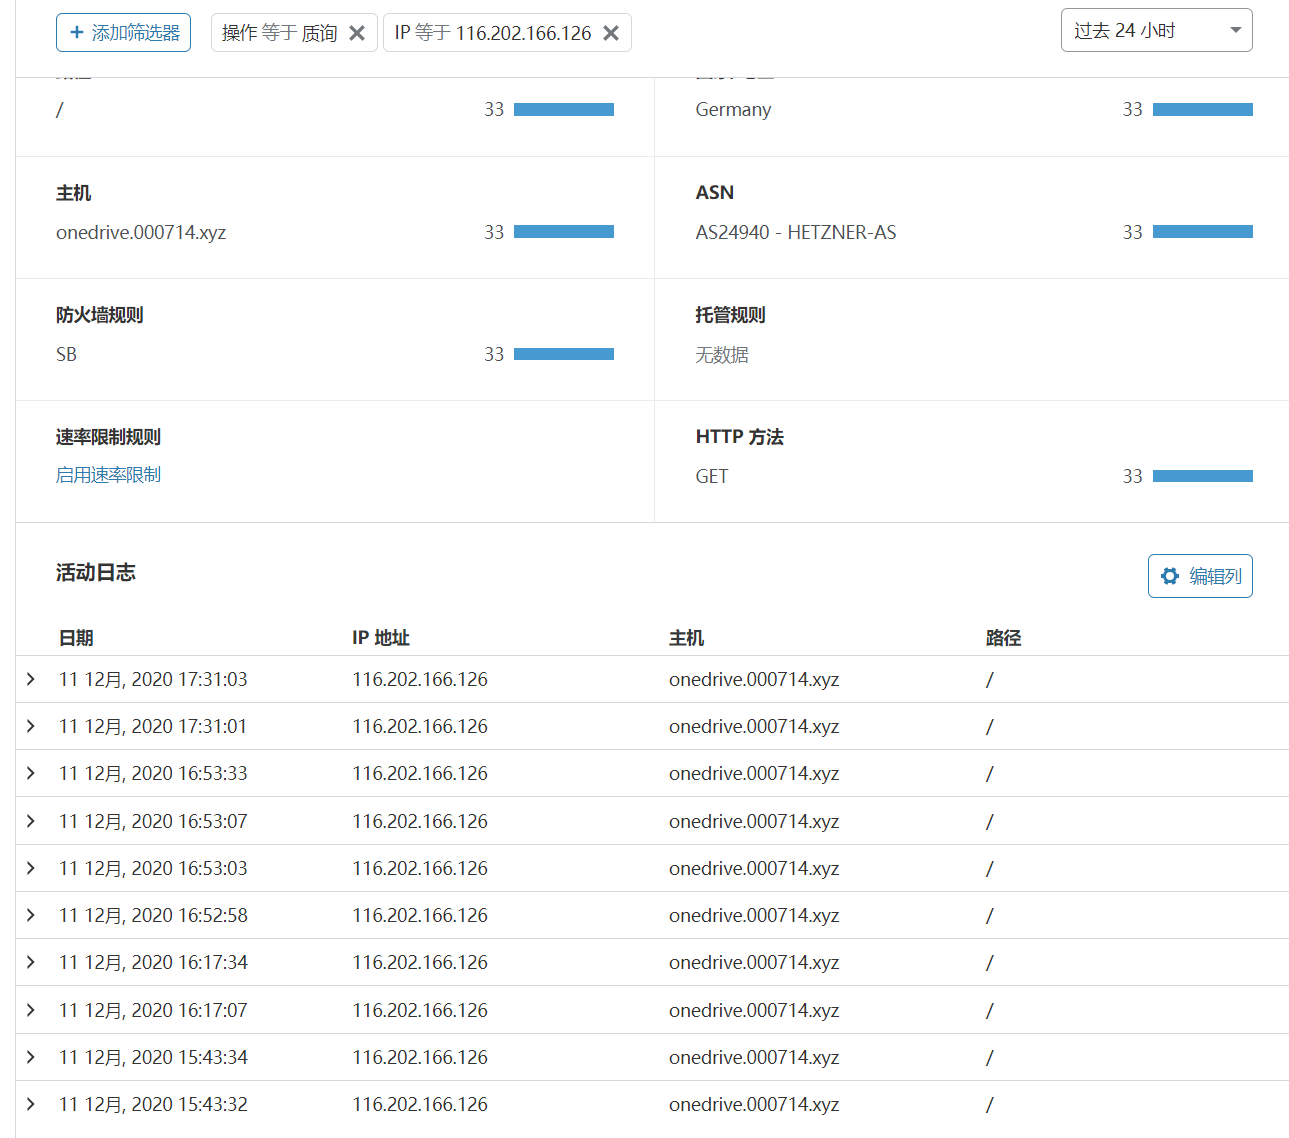 + 添加筛选器 操作 等于 质询 × IP 等于 116.202.166.126 × 过去 24 小时
/ 33 Germany 33
主机 ASN
onedrive.000714.xyz 33 AS24940 - HETZNER-AS 33
防火墙规则 托管规则
SB 33 无数据
速率限制规则 HTTP 方法
启用速率限制 GET 33
活动日志 编辑列
日期 IP 地址 主机 路径
11 12月, 2020 17:31:03 116.202.166.126 onedrive.000714.xyz /
11 12月, 2020 17:31:01 116.202.166.126 onedrive.000714.xyz /
11 12月, 2020 16:53:33 116.202.166.126 onedrive.000714.xyz /
11 12月, 2020 16:53:07 116.202.166.126 onedrive.000714.xyz /
11 12月, 2020 16:53:03 116.202.166.126 onedrive.000714.xyz /
11 12月, 2020 16:52:58 116.202.166.126 onedrive.000714.xyz /
11 12月, 2020 16:17:34 116.202.166.126 onedrive.000714.xyz /
11 12月, 2020 16:17:07 116.202.166.126 onedrive.000714.xyz /
11 12月, 2020 15:43:34 116.202.166.126 onedrive.000714.xyz /
11 12月, 2020 15:43:32 116.202.166.126 onedrive.000714.xyz /